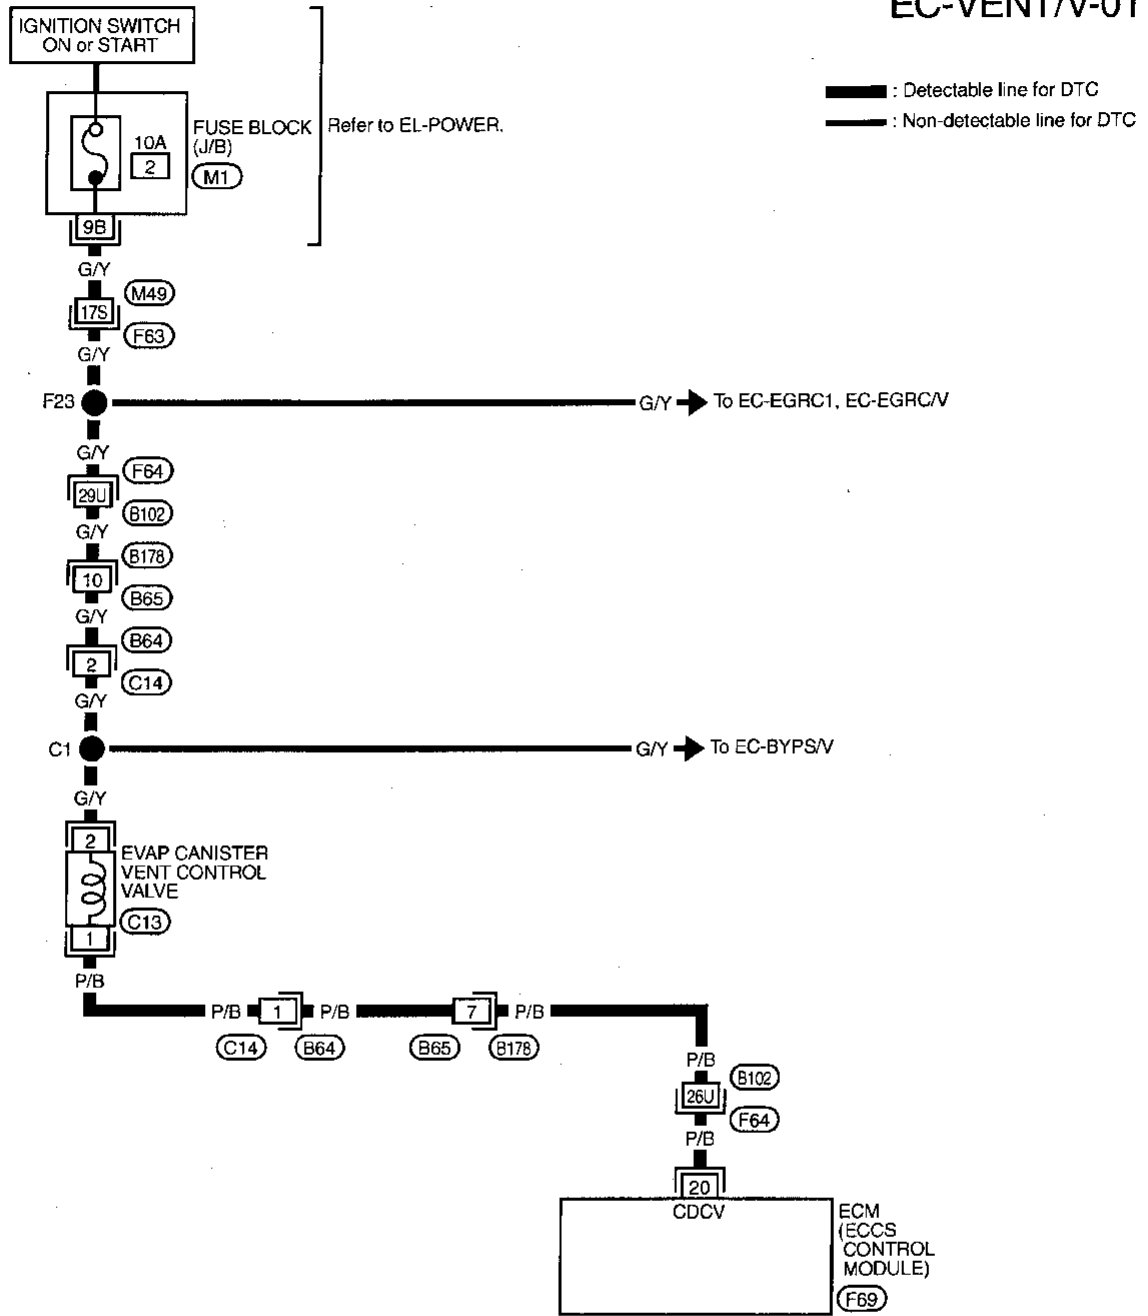 EC-VENT/V-01
IGNITION SWITCH
ON or START
: Detectable line for DTC
: Non-detectable line for DTC
10A
2
FUSE BLOCK
(J/B)
M1
Refer to EL-POWER.
9B
G/Y
M49
17S
F63
G/Y
F23
G/Y
To EC-EGRC1, EC-EGRC/V
G/Y
F64
29U
B102
G/Y
B178
10
B65
G/Y
B64
2
C14
G/Y
C1
G/Y
To EC-BYPS/V
G/Y
2
EVAP CANISTER
VENT CONTROL
VALVE
C13
1
P/B
P/B
1
P/B
7
P/B
C14
B64
B65
B178
P/B
B102
26U
F64
P/B
20
CDCV
ECM
(ECCS
CONTROL
MODULE)
F69